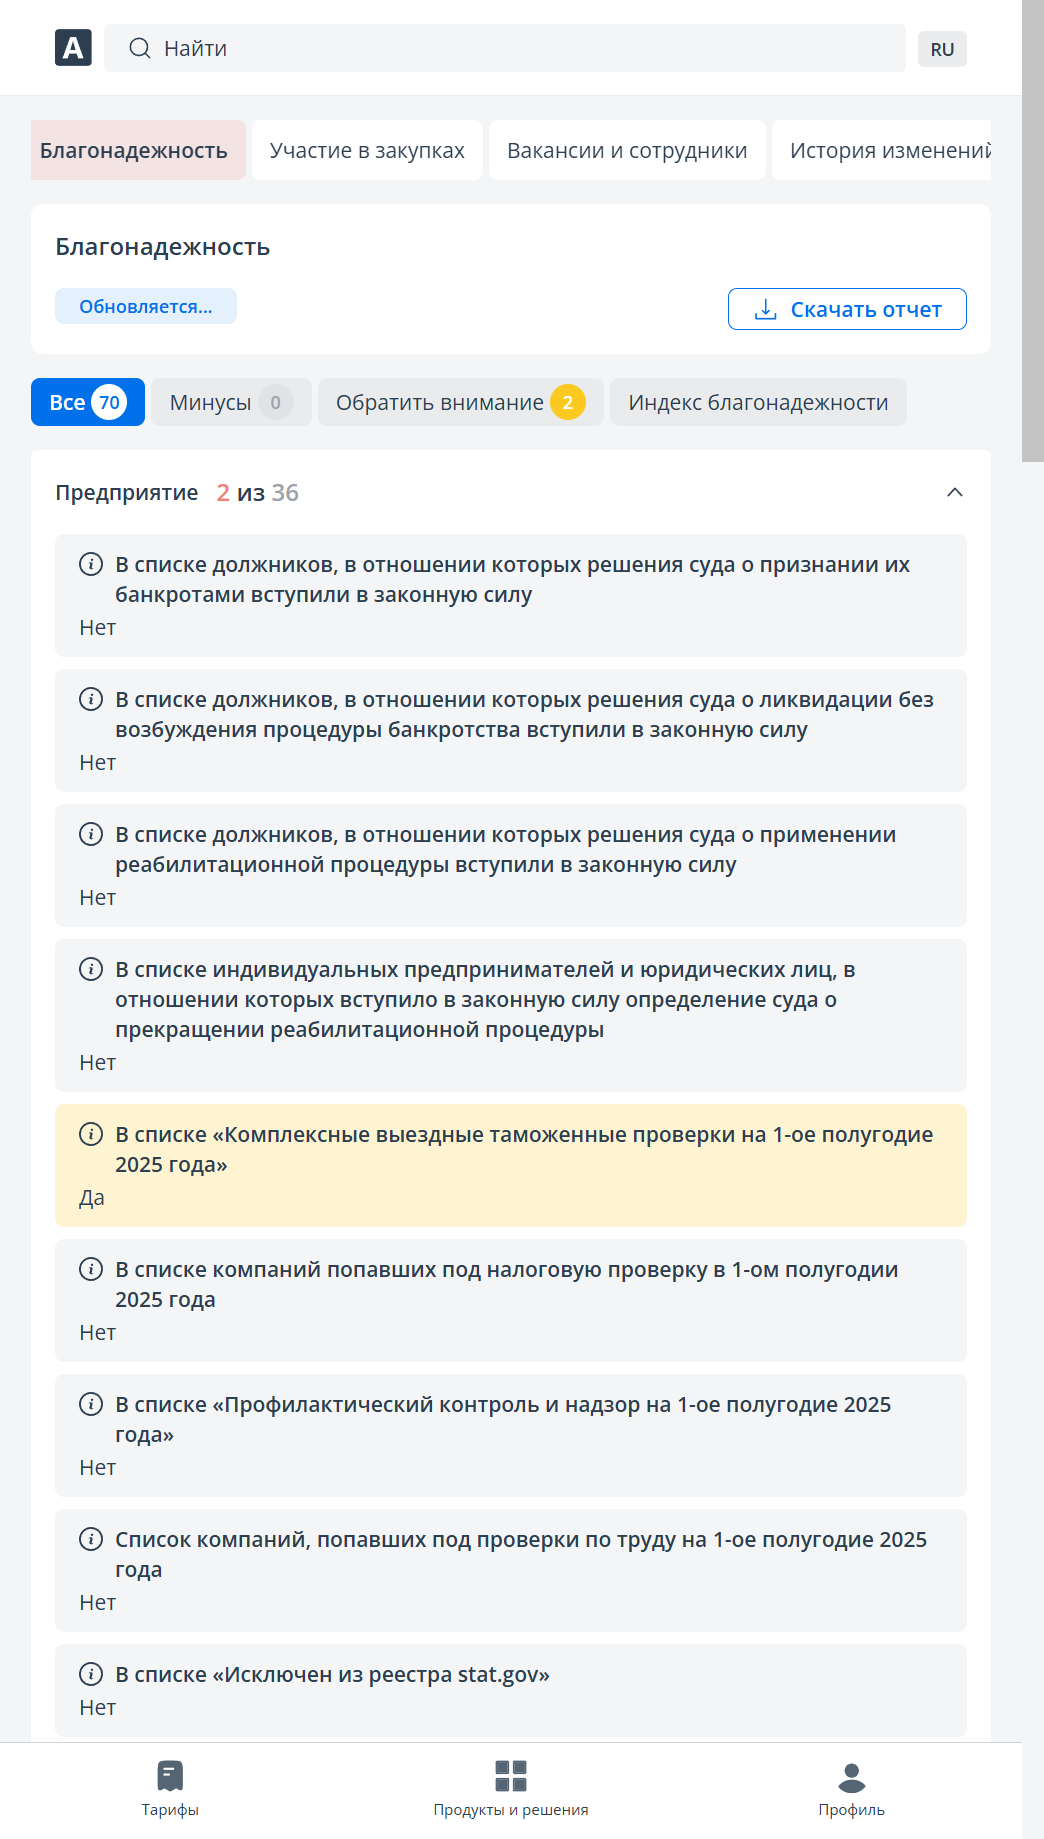 A
Найти
RU
Благонадежность
Участие в закупках
Вакансии и сотрудники
История изменений
Благонадежность
Обновляется...
Скачать отчет
Все 70
Минусы 0
Обратить внимание 2
Индекс благонадежности
Предприятие 2 из 36
В списке должников, в отношении которых решения суда о признании их
банкротами вступили в законную силу
Нет
В списке должников, в отношении которых решения суда о ликвидации без
возбуждения процедуры банкротства вступили в законную силу
Нет
В списке должников, в отношении которых решения суда о применении
реабилитационной процедуры вступили в законную силу
Нет
В списке индивидуальных предпринимателей и юридических лиц, в
отношении которых вступило в законную силу определение суда о
прекращении реабилитационной процедуры
Нет
В списке «Комплексные выездные таможенные проверки на 1-ое полугодие
2025 года»
Да
В списке компаний попавших под налоговую проверку в 1-ом полугодии
2025 года
Нет
В списке «Профилактический контроль и надзор на 1-ое полугодие 2025
года»
Нет
Список компаний, попавших под проверки по труду на 1-ое полугодие 2025
года
Нет
В списке «Исключен из реестра stat.gov»
Нет
Тарифы
Продукты и решения
Профиль